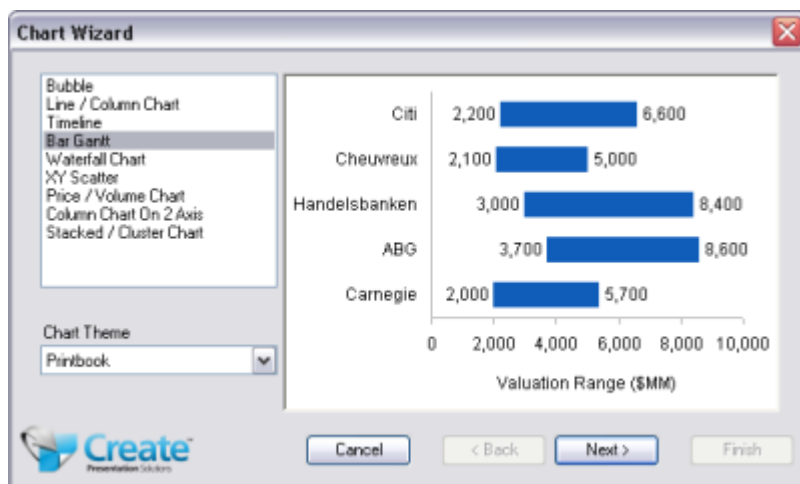 Chart Wizard
Bubble
Line / Column Chart
Timeline
Bar Gantt
Waterfall Chart
XY Scatter
Price / Volume Chart
Column Chart On 2 Axis
Stacked / Cluster Chart
Chart Theme
Printbook
Citi 2,200 6,600
Cheuvreux 2,100 5,000
Handelsbanken 3,000 8,400
ABG 3,700 8,600
Carnegie 2,000 5,700
0 2,000 4,000 6,000 8,000 10,000
Valuation Range ($MM)
Create™
Presentation Solutions
Cancel < Back Next > Finish